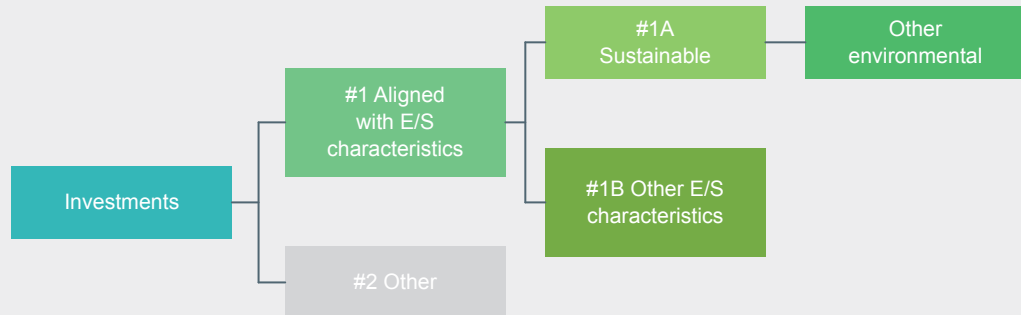 #1A
Sustainable
Other
environmental
#1 Aligned
with E/S
characteristics
#1B Other E/S
characteristics
Investments
#2 Other